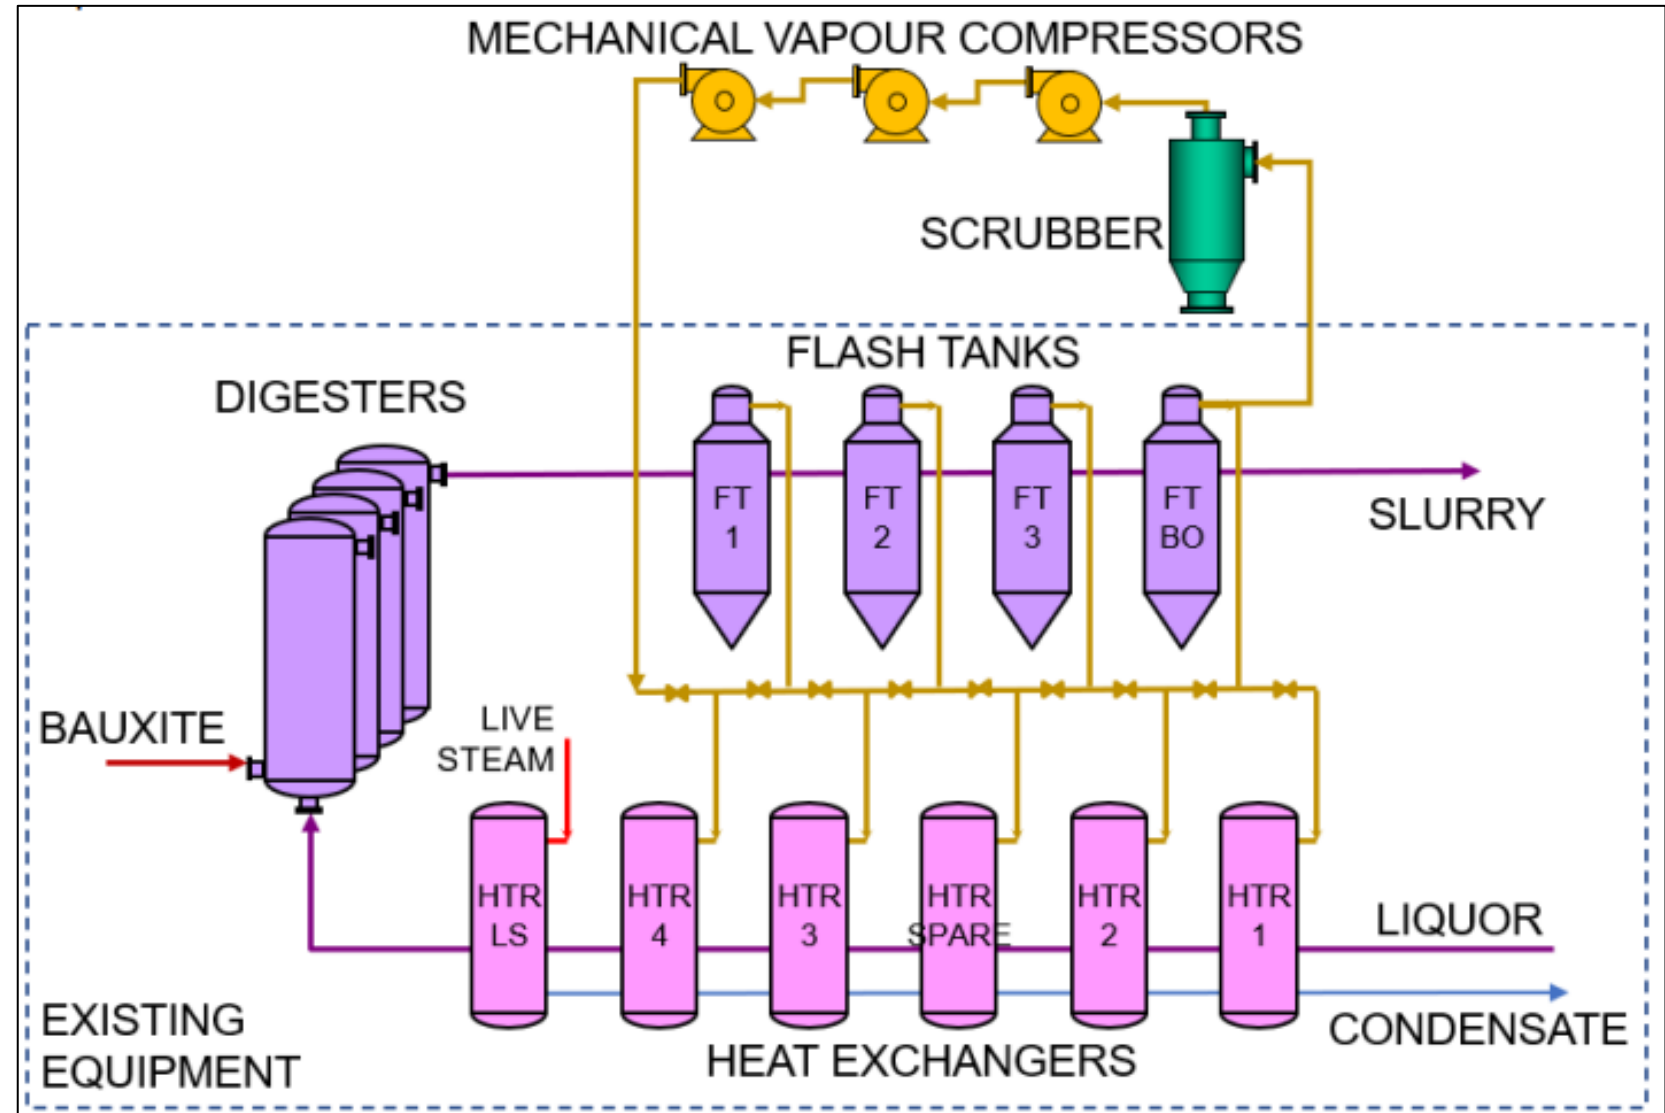 MECHANICAL VAPOUR COMPRESSORS
SCRUBBER
FLASH TANKS
DIGESTERS
FT
1
FT
2
FT
3
FT
BO
SLURRY
BAUXITE
LIVE
STEAM
HTR
LS
HTR
4
HTR
3
HTR
SPARE
HTR
2
HTR
1
LIQUOR
CONDENSATE
EXISTING
EQUIPMENT
HEAT EXCHANGERS